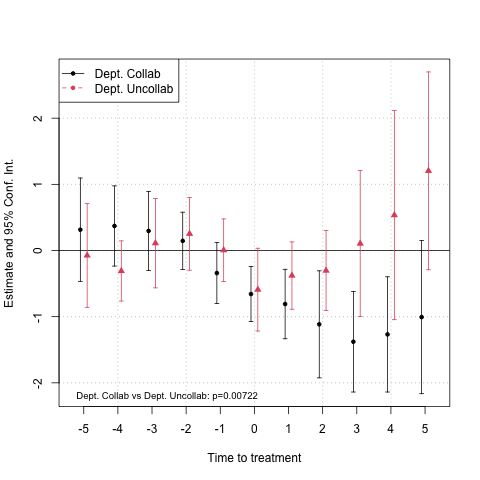 Dept. Collab
Dept. Uncollab
Estimate and 95% Conf. Int.
2
1
0
-1
-2
Dept. Collab vs Dept. Uncollab: p=0.00722
-5 -4 -3 -2 -1 0 1 2 3 4 5
Time to treatment